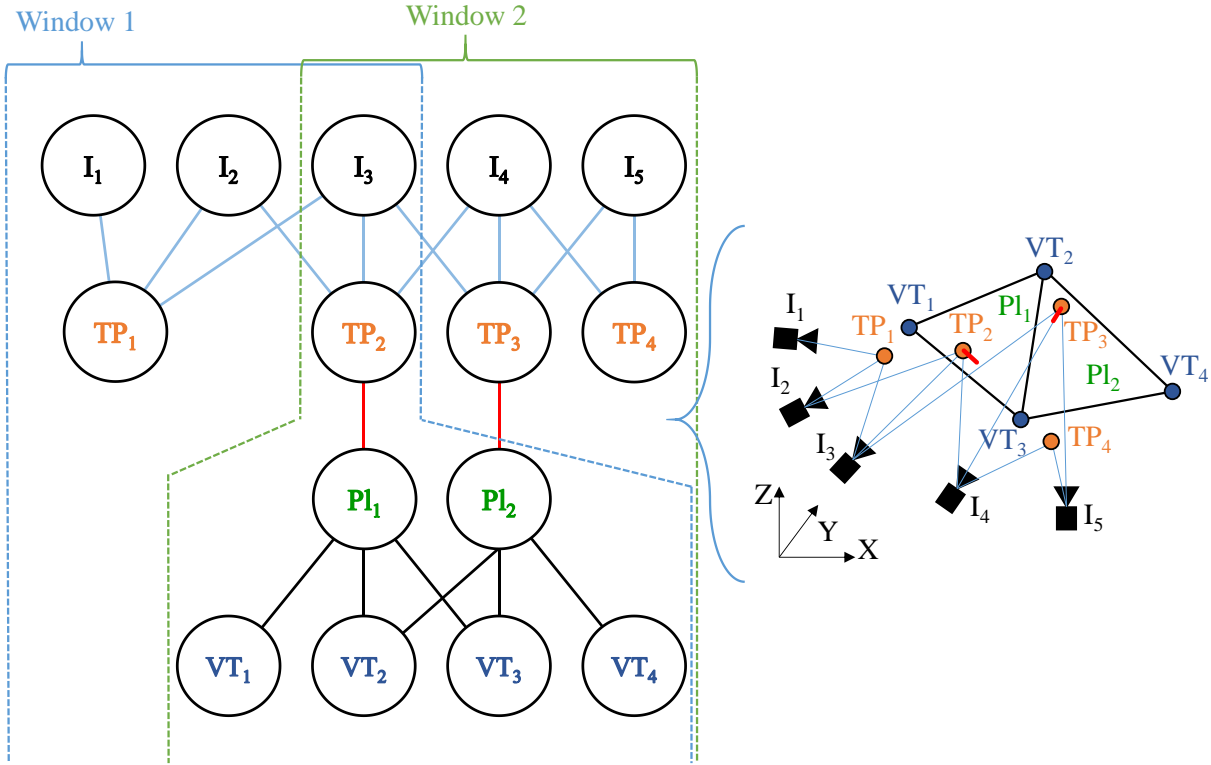 Window 1
Window 2
I₁ I₂ I₃ I₄ I₅
TP₁ TP₂ TP₃ TP₄
Pl₁ Pl₂
VT₁ VT₂ VT₃ VT₄
VT₂
VT₁
Pl₁
I₁
TP₁
TP₂
TP₃
I₂
Pl₂
VT₄
I₃
VT₃
TP₄
Z
I₄
I₅
Y
X